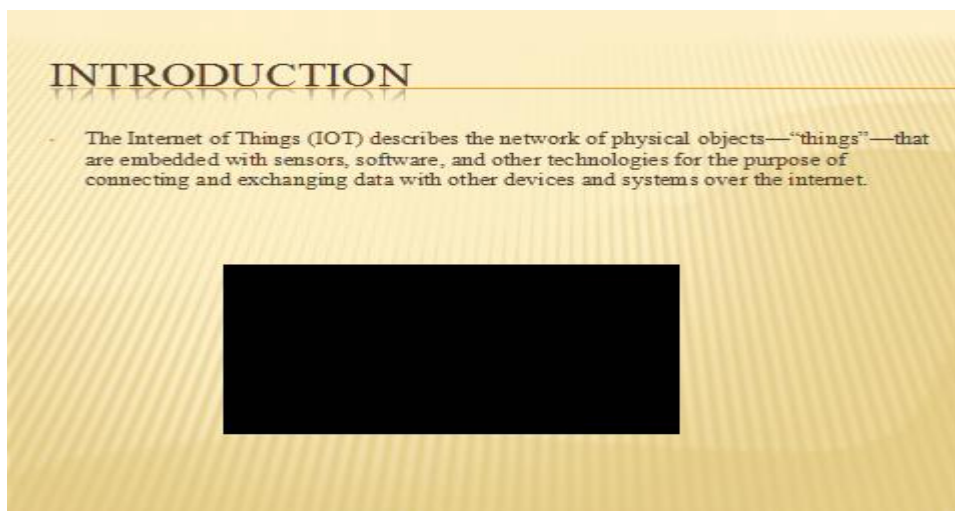 INTRODUCTION
- The Internet of Things (IOT) describes the network of physical objects—“things”—that
are embedded with sensors, software, and other technologies for the purpose of
connecting and exchanging data with other devices and systems over the internet.